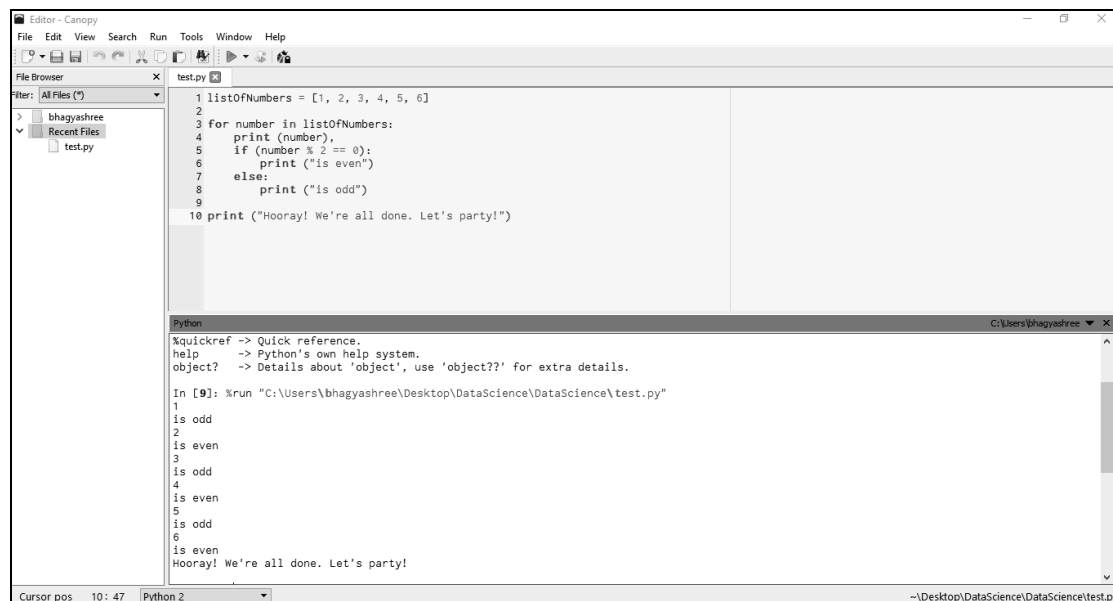 Editor - Canopy
File Edit View Search Run Tools Window Help
File Browser
Filter: All Files (*)
bhagyashree
Recent Files
test.py
test.py
1 listOfNumbers = [1, 2, 3, 4, 5, 6]
2
3 for number in listOfNumbers:
4     print (number),
5     if (number % 2 == 0):
6         print ("is even")
7     else:
8         print ("is odd")
9
10 print ("Hooray! We're all done. Let's party!")
Python C:\Users\bhagyashree
%quickref -> Quick reference.
help      -> Python's own help system.
object?   -> Details about 'object', use 'object??' for extra details.
In [9]: %run "C:\Users\bhagyashree\Desktop\DataScience\DataScience\test.py"
1
is odd
2
is even
3
is odd
4
is even
5
is odd
6
is even
Hooray! We're all done. Let's party!
Cursor pos 10 : 47 Python 2 ~\Desktop\DataScience\DataScience\test.p